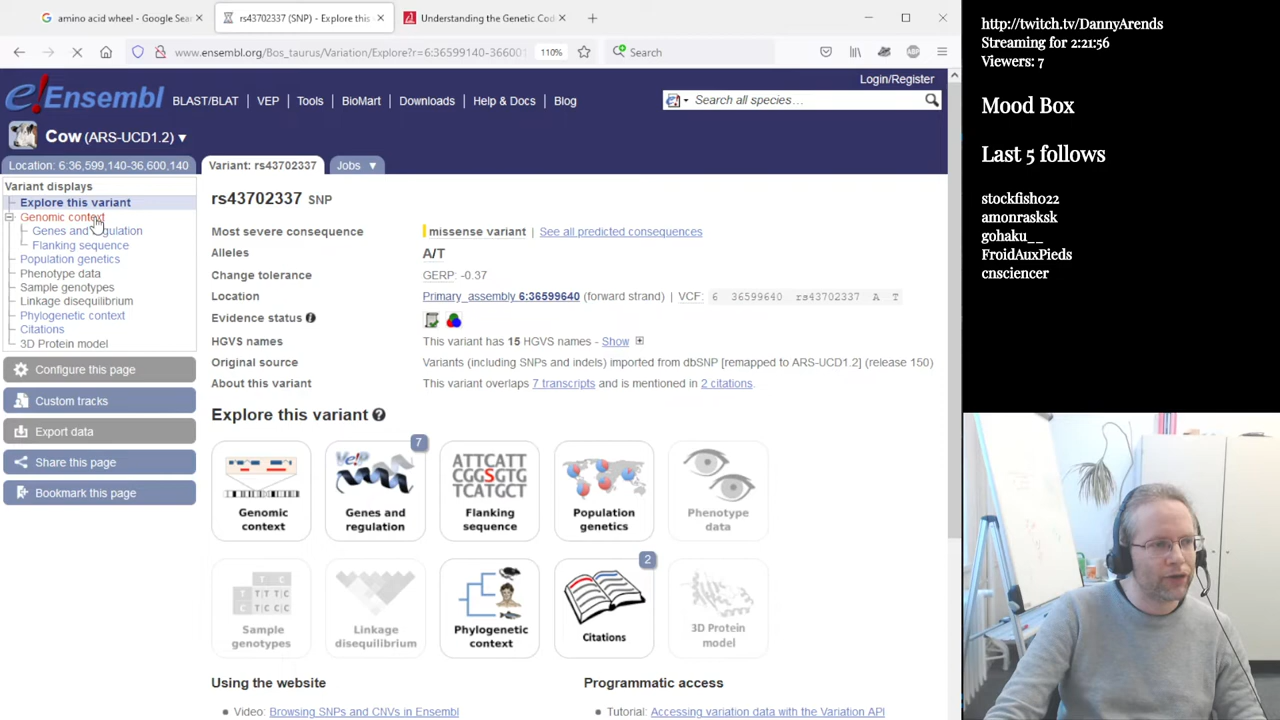 amino acid wheel - Google Sear
rs43702337 (SNP) - Explore this
Understanding the Genetic Cod
www.ensembl.org/Bos_taurus/Variation/Explore?r=6:36599140-366001
110%
Search
http://twitch.tv/DannyArends
Streaming for 2:21:56
Viewers: 7
Mood Box
Last 5 follows
stockfish022
amonrasksk
gohaku__
FroidAuxPieds
cnsciencer
Login/Register
e!Ensembl
BLAST/BLAT
VEP
Tools
BioMart
Downloads
Help & Docs
Blog
Search all species…
Cow (ARS-UCD1.2)
Location: 6:36,599,140-36,600,140
Variant: rs43702337
Jobs
Variant displays
Explore this variant
Genomic context
Genes and regulation
Flanking sequence
Population genetics
Phenotype data
Sample genotypes
Linkage disequilibrium
Phylogenetic context
Citations
3D Protein model
Configure this page
Custom tracks
Export data
Share this page
Bookmark this page
rs43702337 SNP
Most severe consequence missense variant | See all predicted consequences
Alleles A/T
Change tolerance GERP: -0.37
Location Primary_assembly 6:36599640 (forward strand) | VCF: 6 36599640 rs43702337 A T
Evidence status
HGVS names This variant has 15 HGVS names - Show
Original source Variants (including SNPs and indels) imported from dbSNP [remapped to ARS-UCD1.2] (release 150)
About this variant This variant overlaps 7 transcripts and is mentioned in 2 citations.
Explore this variant
Genomic context
7
VeP
Genes and regulation
ATTCATT
CGGSGTG
TCATGCT
Flanking sequence
Population genetics
Phenotype data
Sample genotypes
Linkage disequilibrium
Phylogenetic context
2
Citations
3D Protein model
Using the website
Video: Browsing SNPs and CNVs in Ensembl
Programmatic access
Tutorial: Accessing variation data with the Variation API